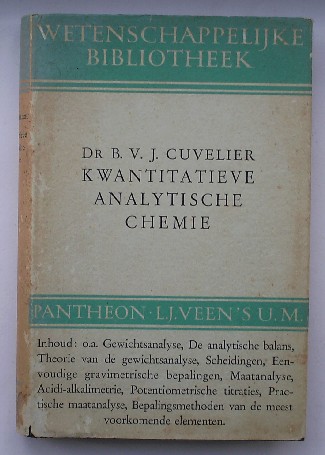 WETENSCHAPPELIJKE
BIBLIOTHEEK
DR B. V. J. CUVELIER
KWANTITATIEVE
ANALYTISCHE
CHEMIE
PANTHEON · L.J. VEEN'S U. M.
Inhoud: o.a. Gewichtsanalyse, De analytische balans,
Theorie van de gewichtsanalyse, Scheidingen, Een-
voudige gravimetrische bepalingen, Maatanalyse,
Acidi-alkalimetrie, Potentiometrische titraties, Prac-
tische maatanalyse, Bepalingsmethoden van de meest
voorkomende elementen.